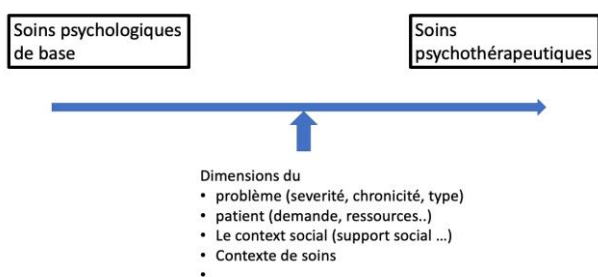 Soins psychologiques
de base
Soins
psychothérapeutiques
Dimensions du
• problème (severité, chronicité, type)
• patient (demande, ressources..)
• Le context social (support social ...)
• Contexte de soins
•